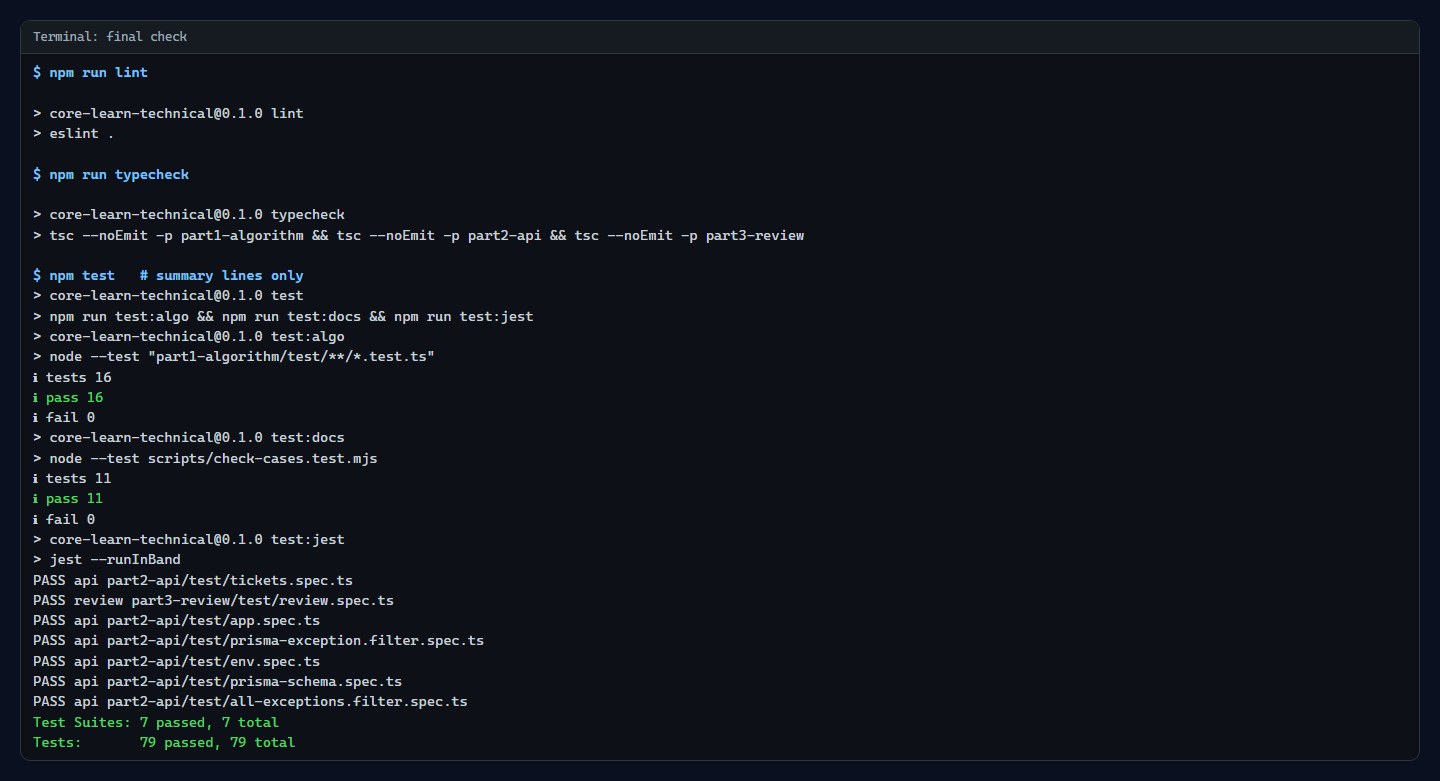 Terminal: final check
$ npm run lint
> core-learn-technical@0.1.0 lint
> eslint .
$ npm run typecheck
> core-learn-technical@0.1.0 typecheck
> tsc --noEmit -p part1-algorithm && tsc --noEmit -p part2-api && tsc --noEmit -p part3-review
$ npm test   # summary lines only
> core-learn-technical@0.1.0 test
> npm run test:algo && npm run test:docs && npm run test:jest
> core-learn-technical@0.1.0 test:algo
> node --test "part1-algorithm/test/**/*.test.ts"
ℹ tests 16
ℹ pass 16
ℹ fail 0
> core-learn-technical@0.1.0 test:docs
> node --test scripts/check-cases.test.mjs
ℹ tests 11
ℹ pass 11
ℹ fail 0
> core-learn-technical@0.1.0 test:jest
> jest --runInBand
PASS api part2-api/test/tickets.spec.ts
PASS review part3-review/test/review.spec.ts
PASS api part2-api/test/app.spec.ts
PASS api part2-api/test/prisma-exception.filter.spec.ts
PASS api part2-api/test/env.spec.ts
PASS api part2-api/test/prisma-schema.spec.ts
PASS api part2-api/test/all-exceptions.filter.spec.ts
Test Suites: 7 passed, 7 total
Tests:       79 passed, 79 total